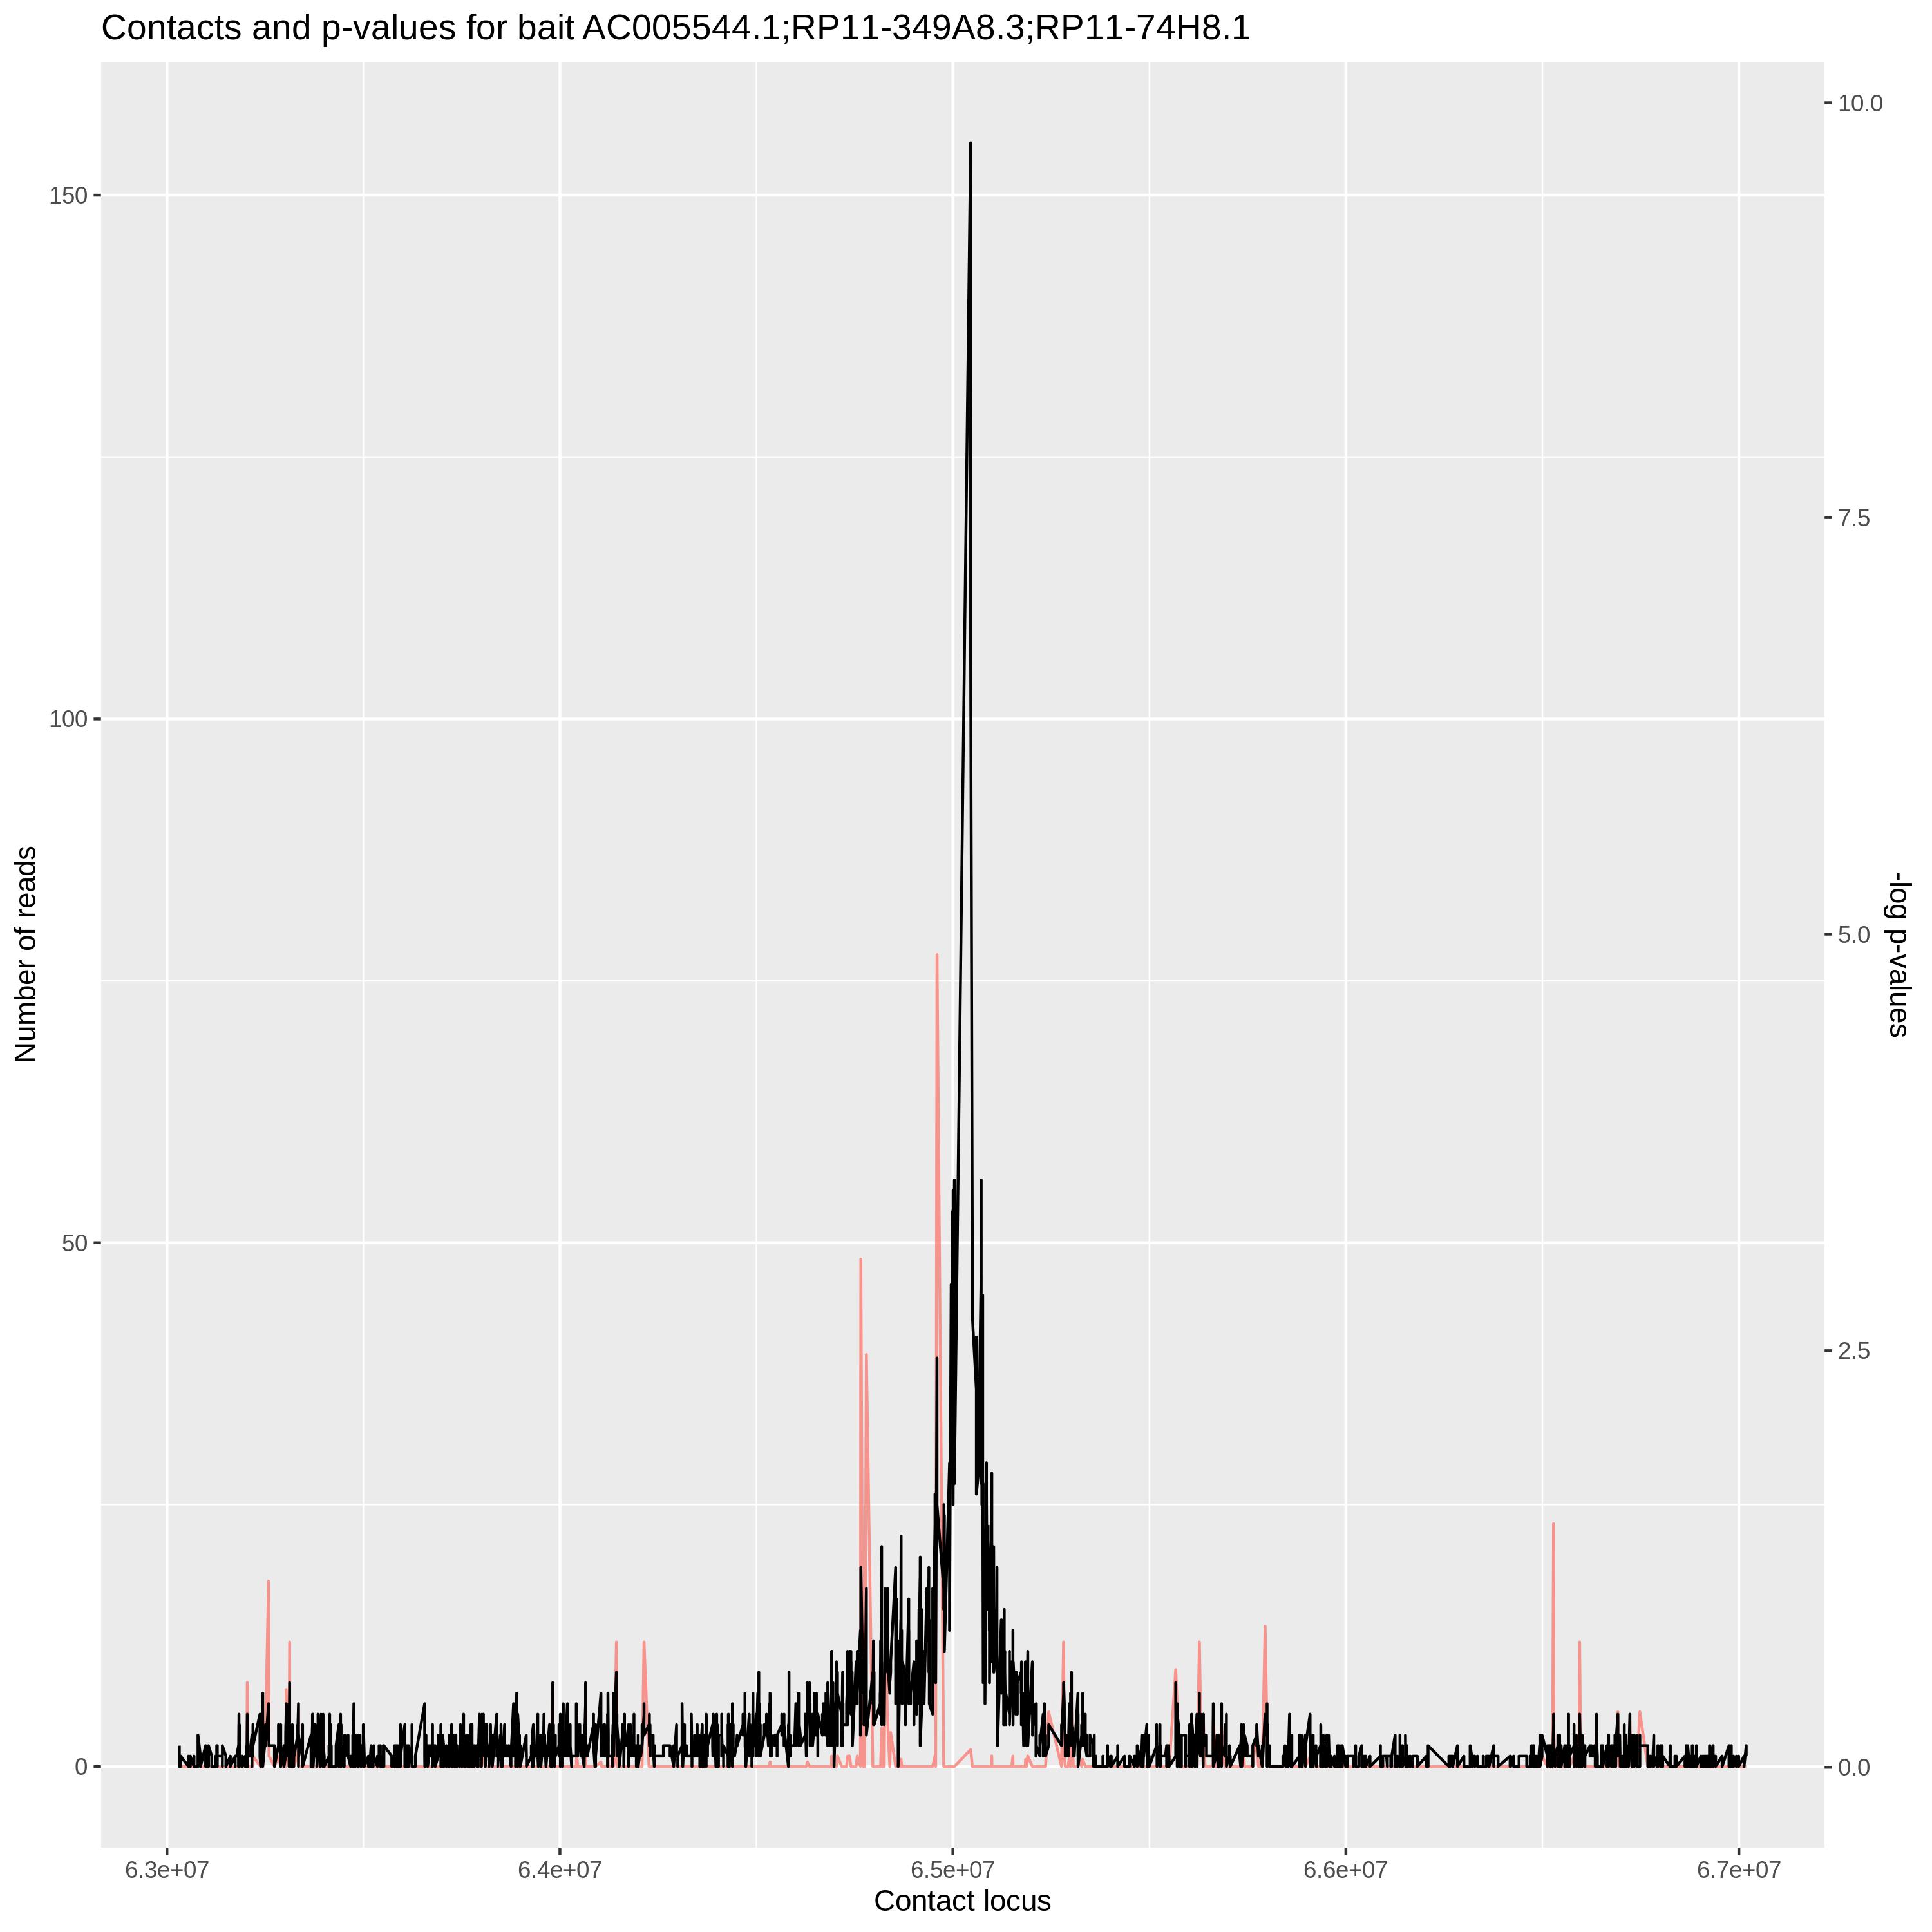 Contacts and p-values for bait AC005544.1;RP11-349A8.3;RP11-74H8.1
10.0
150
7.5
100
Number of reads
5.0
-log p-values
50
2.5
0
0.0
6.3e+07 6.4e+07 6.5e+07 6.6e+07 6.7e+07
Contact locus